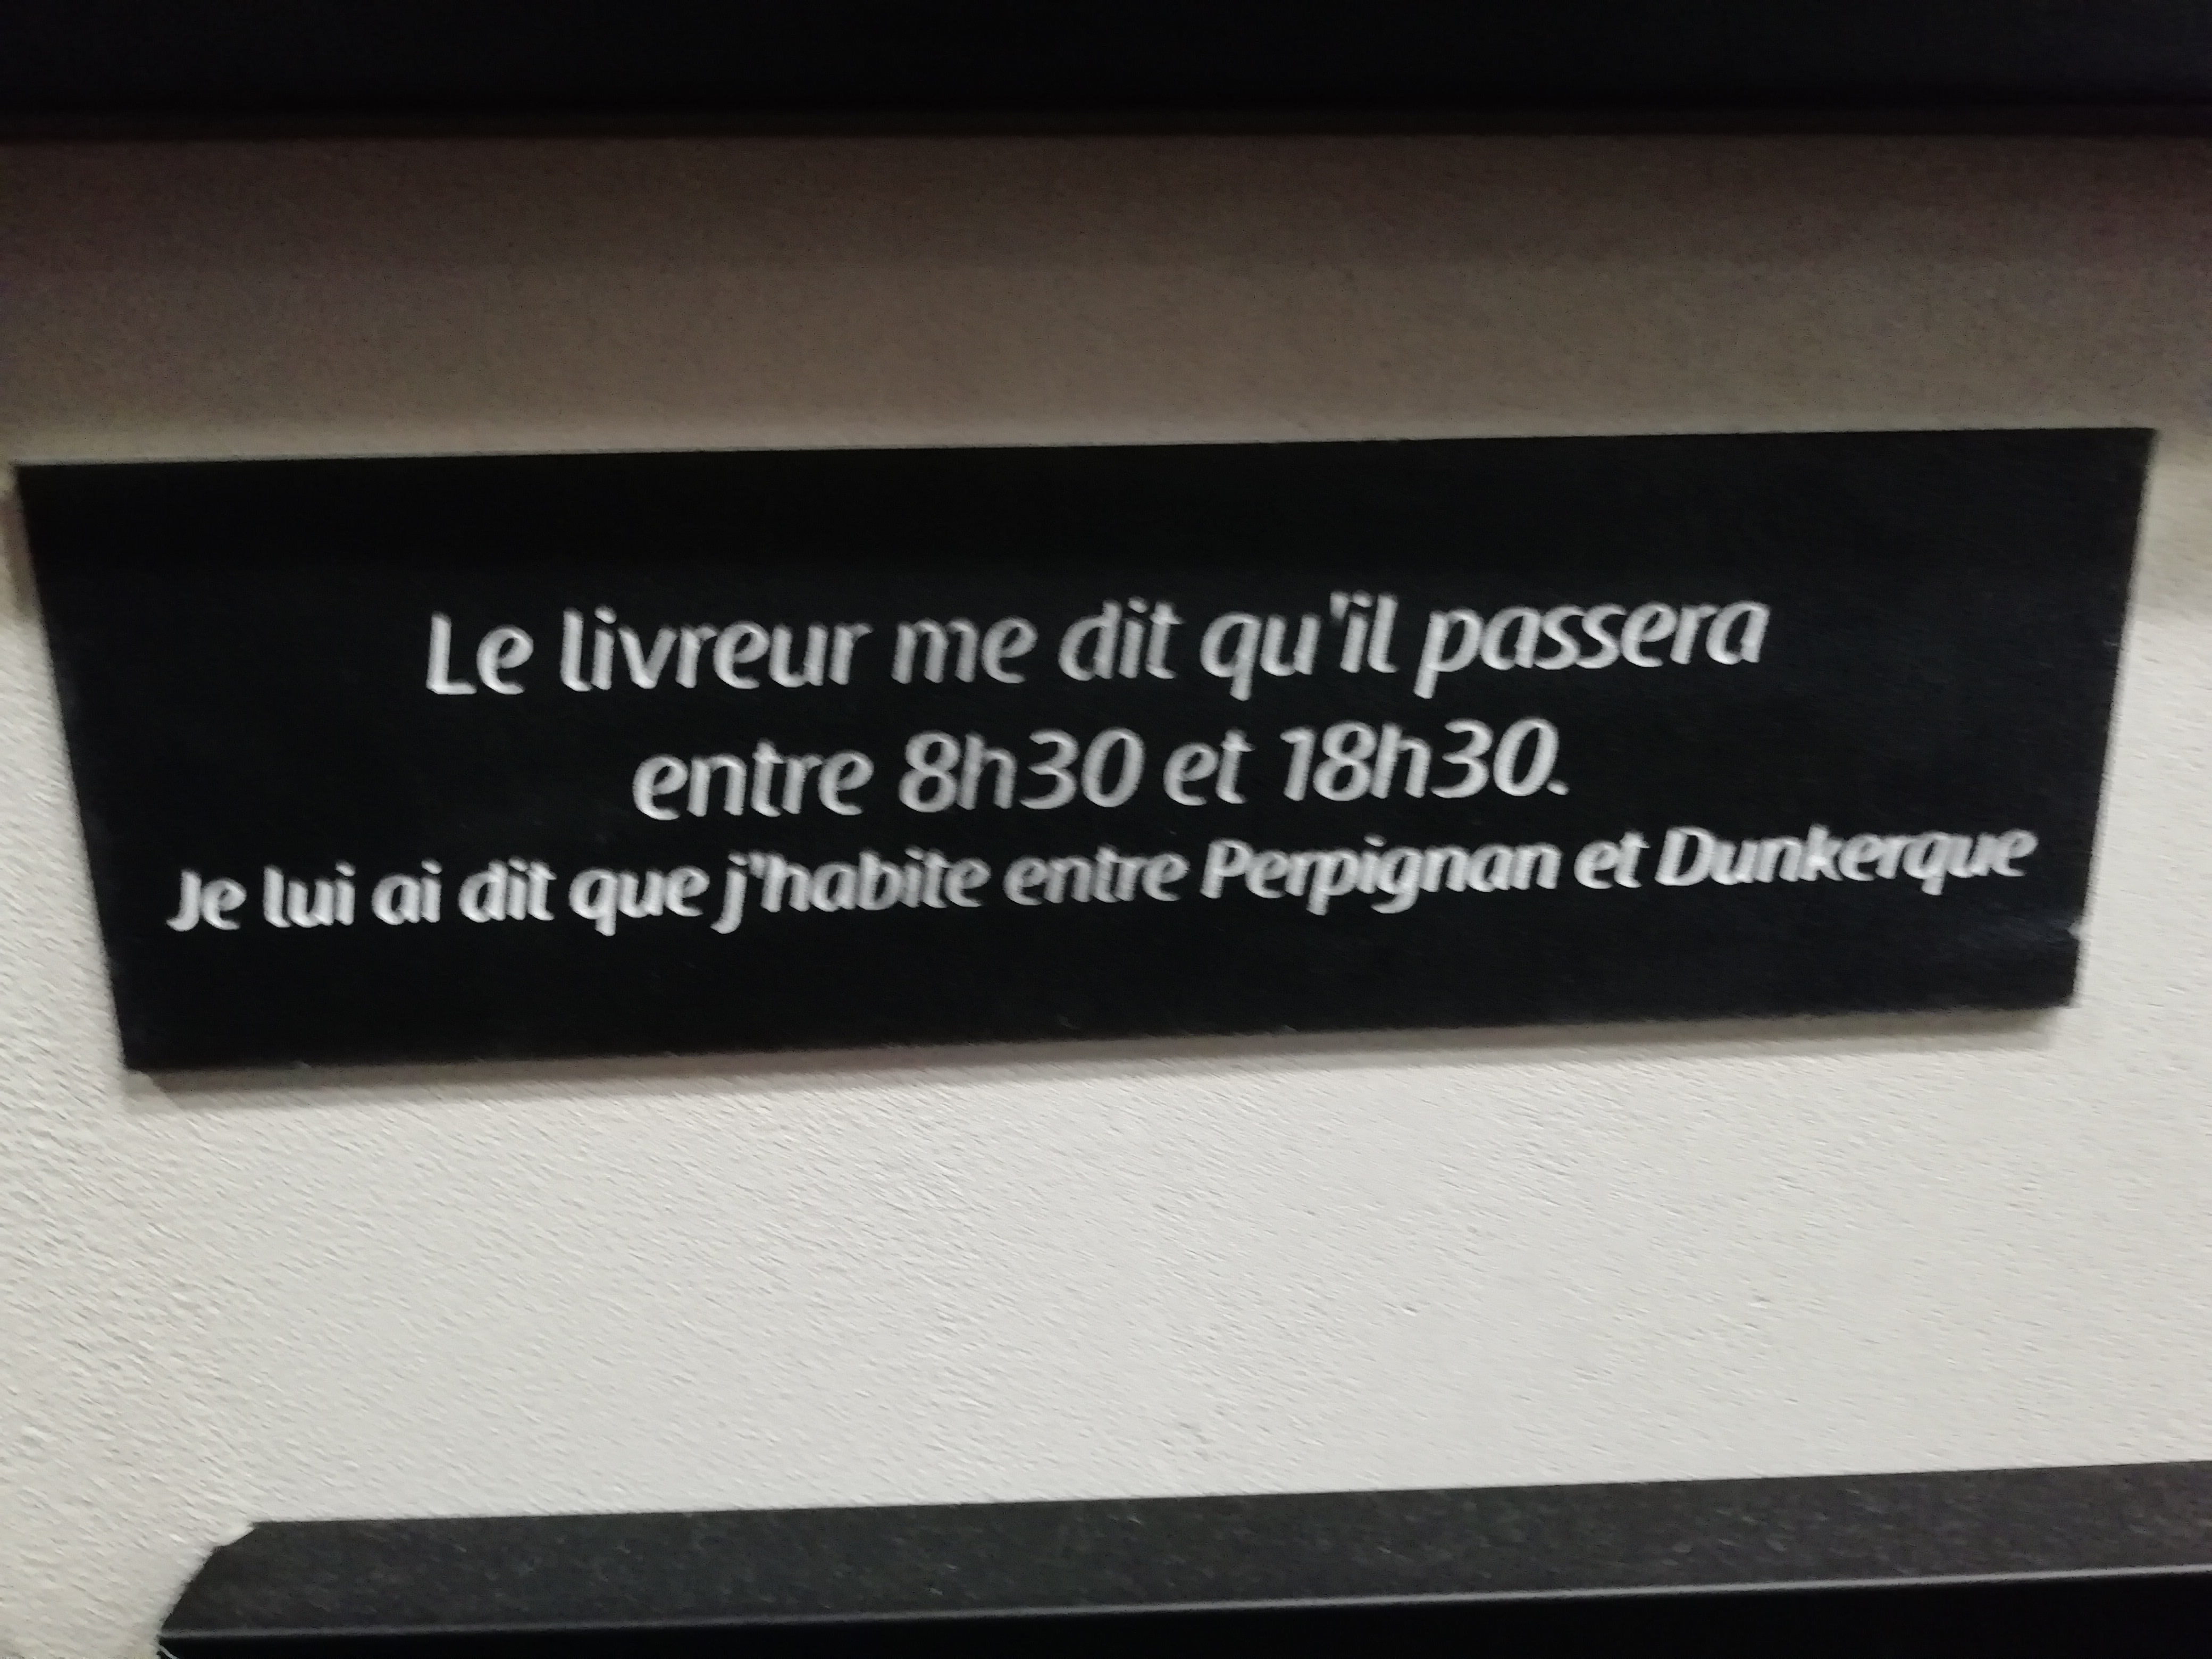 Le livreur me dit qu'il passera
entre 8h30 et 18h30.
Je lui ai dit que j'habite entre Perpignan et Dunkerque